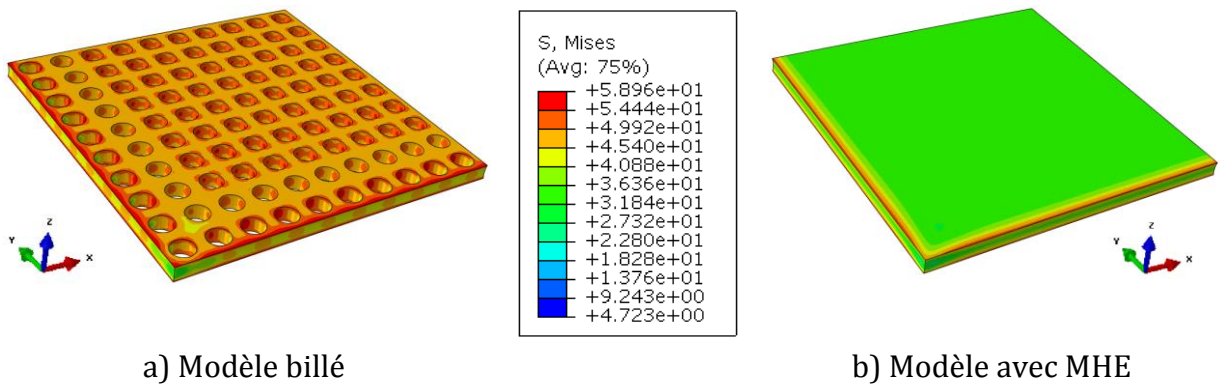 S, Mises
(Avg: 75%)
+5.896e+01
+5.444e+01
+4.992e+01
+4.540e+01
+4.088e+01
+3.636e+01
+3.184e+01
+2.732e+01
+2.280e+01
+1.828e+01
+1.376e+01
+9.243e+00
+4.723e+00
Y
Z
X
Y
Z
X
a) Modèle billé
b) Modèle avec MHE